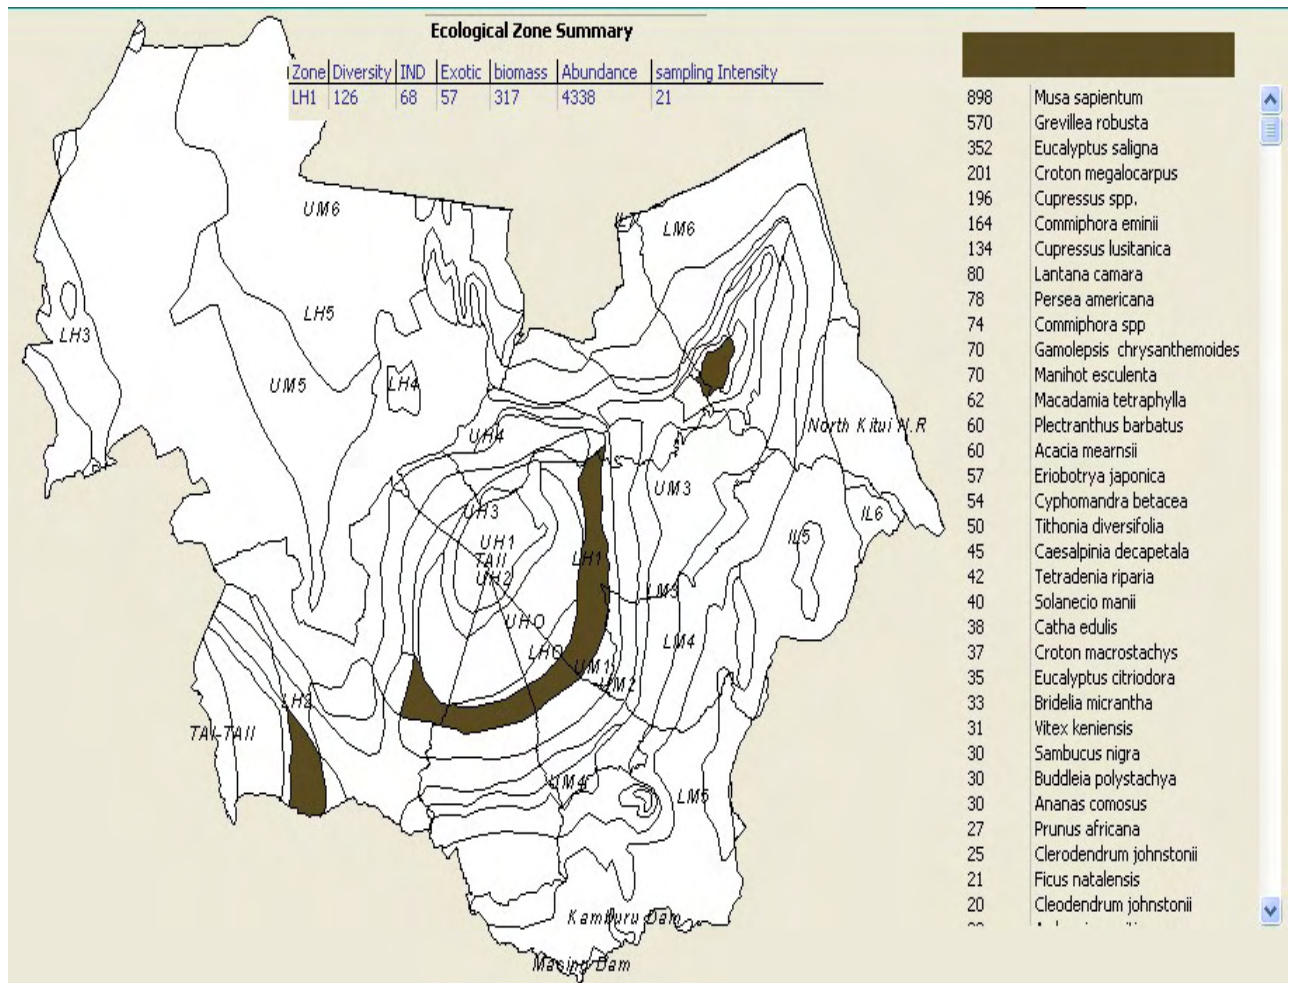 Ecological Zone Summary
Zone Diversity IND Exotic biomass Abundance sampling Intensity
LH1 126 68 57 317 4338 21
898 Musa sapientum
570 Grevillea robusta
352 Eucalyptus saligna
201 Croton megalocarpus
196 Cupressus spp.
164 Commiphora eminii
134 Cupressus lusitanica
80 Lantana camara
78 Persea americana
74 Commiphora spp
70 Gamolepsis chrysanthemoides
70 Manihot esculenta
62 Macadamia tetraphylla
60 Plectranthus barbatus
60 Acacia mearnsii
57 Eriobotrya japonica
54 Cyphomandra betacea
50 Tithonia diversifolia
45 Caesalpinia decapetala
42 Tetradenia riparia
40 Solanecio manii
38 Catha edulis
37 Croton macrostachys
35 Eucalyptus citriodora
33 Bridelia micrantha
31 Vitex keniensis
30 Sambucus nigra
30 Buddleia polystachya
30 Ananas comosus
27 Prunus africana
25 Clerodendrum johnstonii
21 Ficus natalensis
20 Cleodendrum johnstonii
UM6
LM6
LH5
LH3
UM5
LH4
North Kitui N.R
UH4
UM3
UH3
IL6
IL5
UH1
TAII
UH2
LH1
LM3
UHO
LM4
LHO
UM1
UM2
LH2
TAI-TAII
UM4
LM5
Kamburu Dam
Masinga Dam